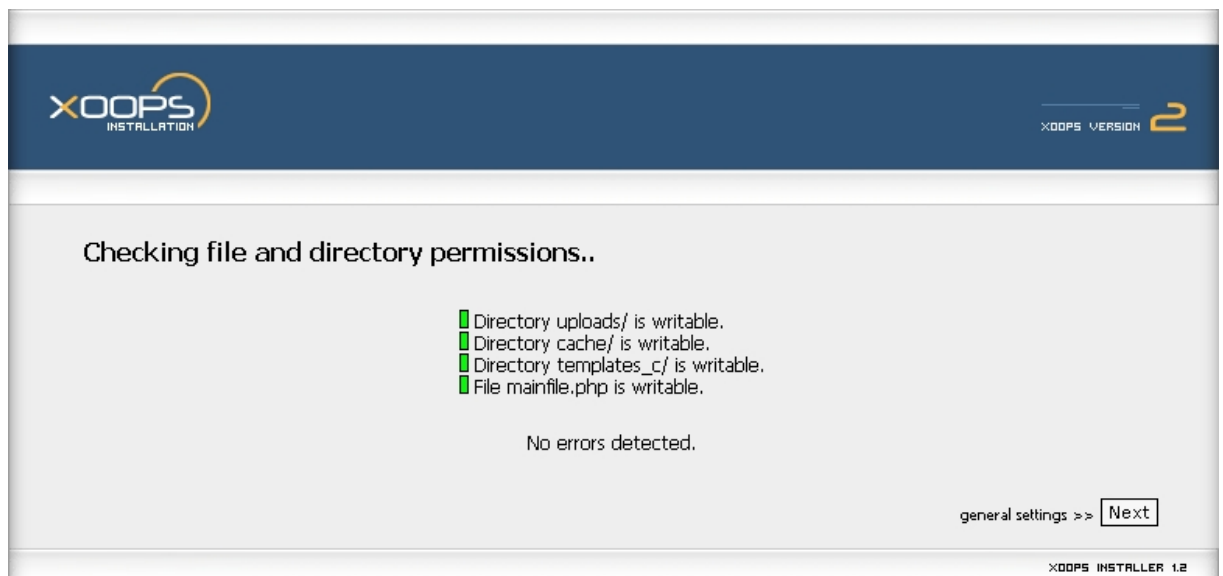 XOOPS
INSTALLATION
XOOPS VERSION 2
Checking file and directory permissions..
Directory uploads/ is writable.
Directory cache/ is writable.
Directory templates_c/ is writable.
File mainfile.php is writable.
No errors detected.
general settings >> Next
XOOPS INSTALLER 1.2